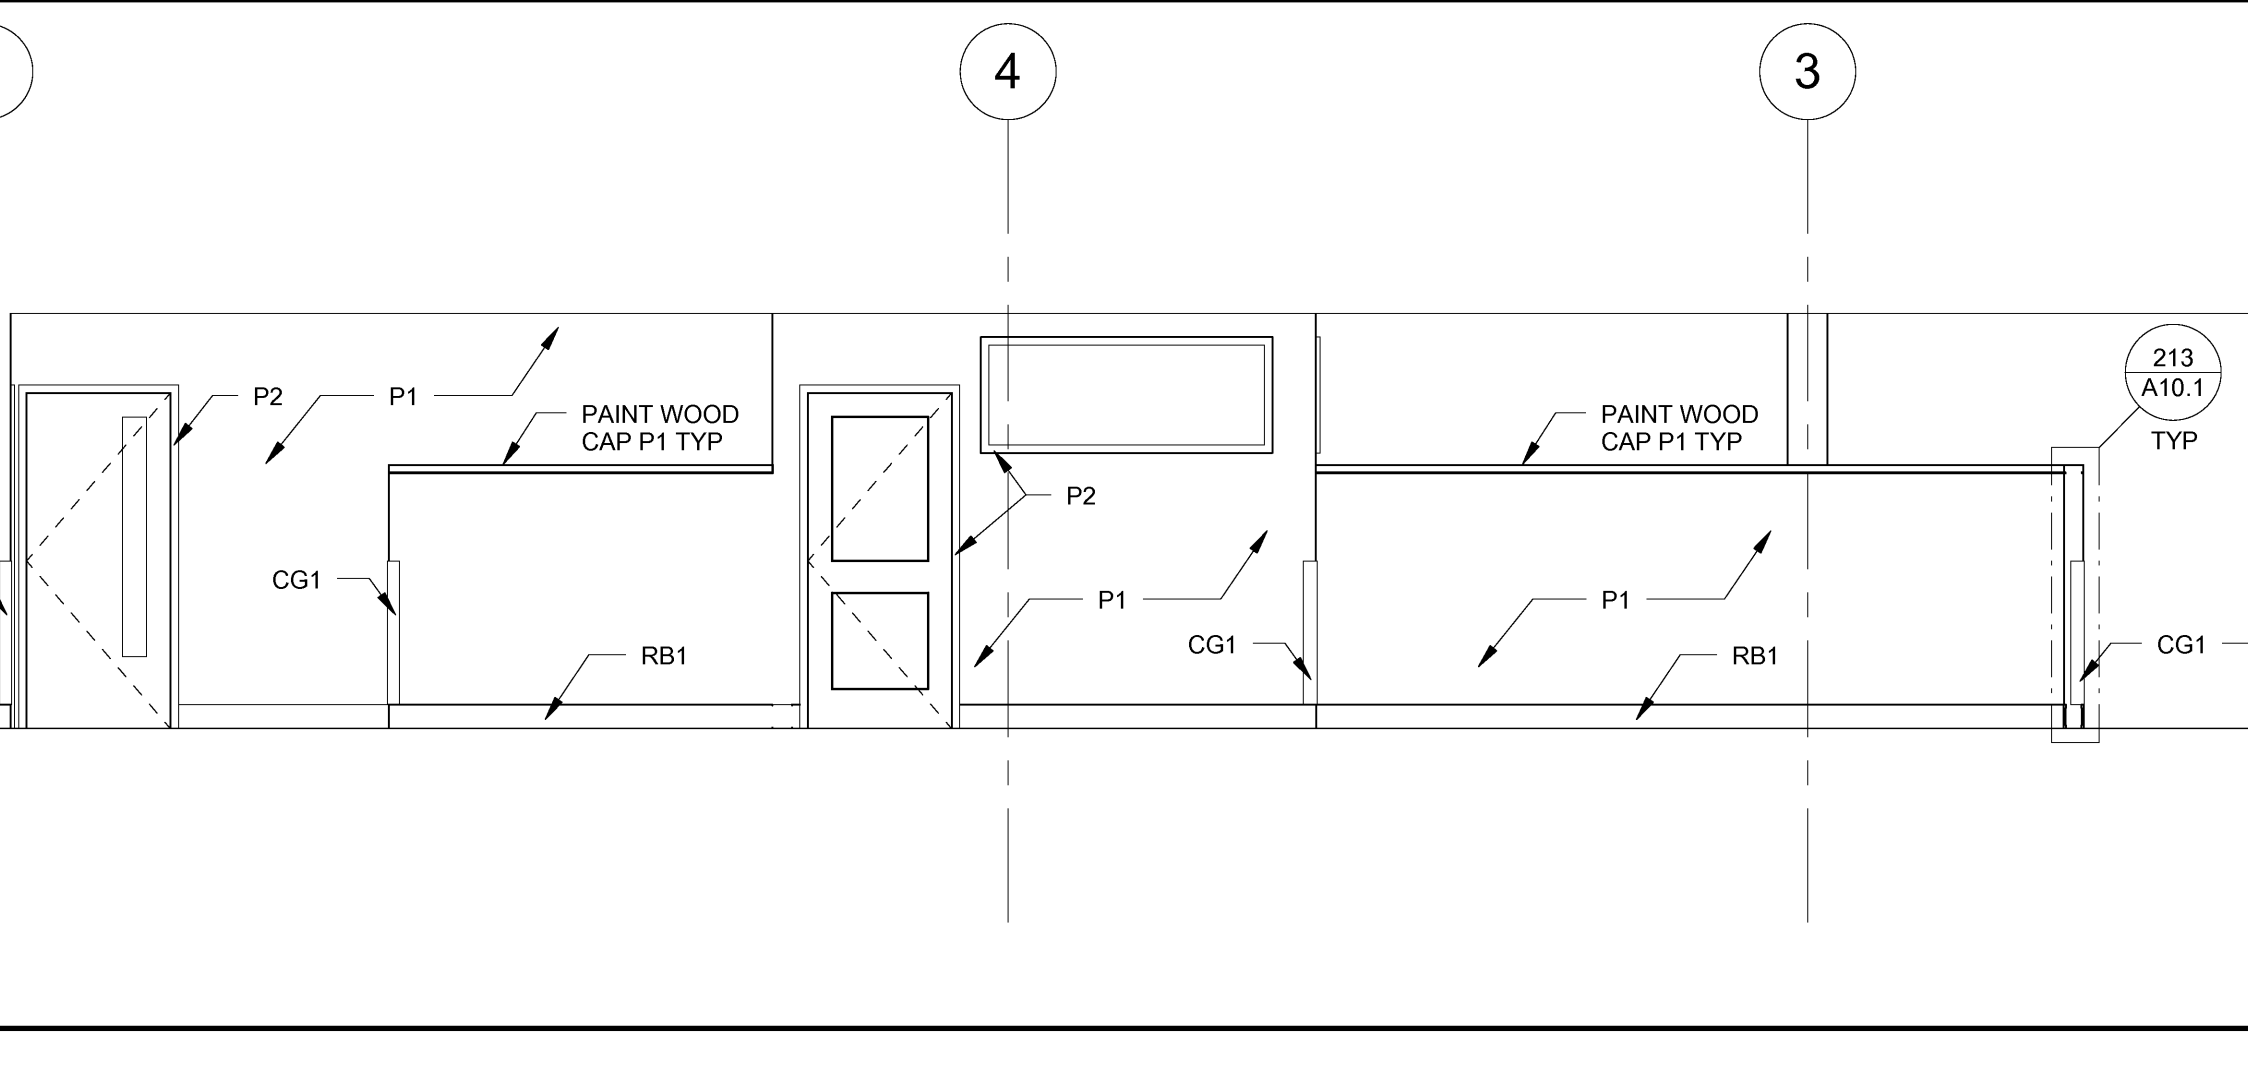 4
3
213
A10.1
TYP
P2
P1
PAINT WOOD
CAP P1 TYP
PAINT WOOD
CAP P1 TYP
P2
CG1
P1
P1
CG1
CG1
RB1
RB1